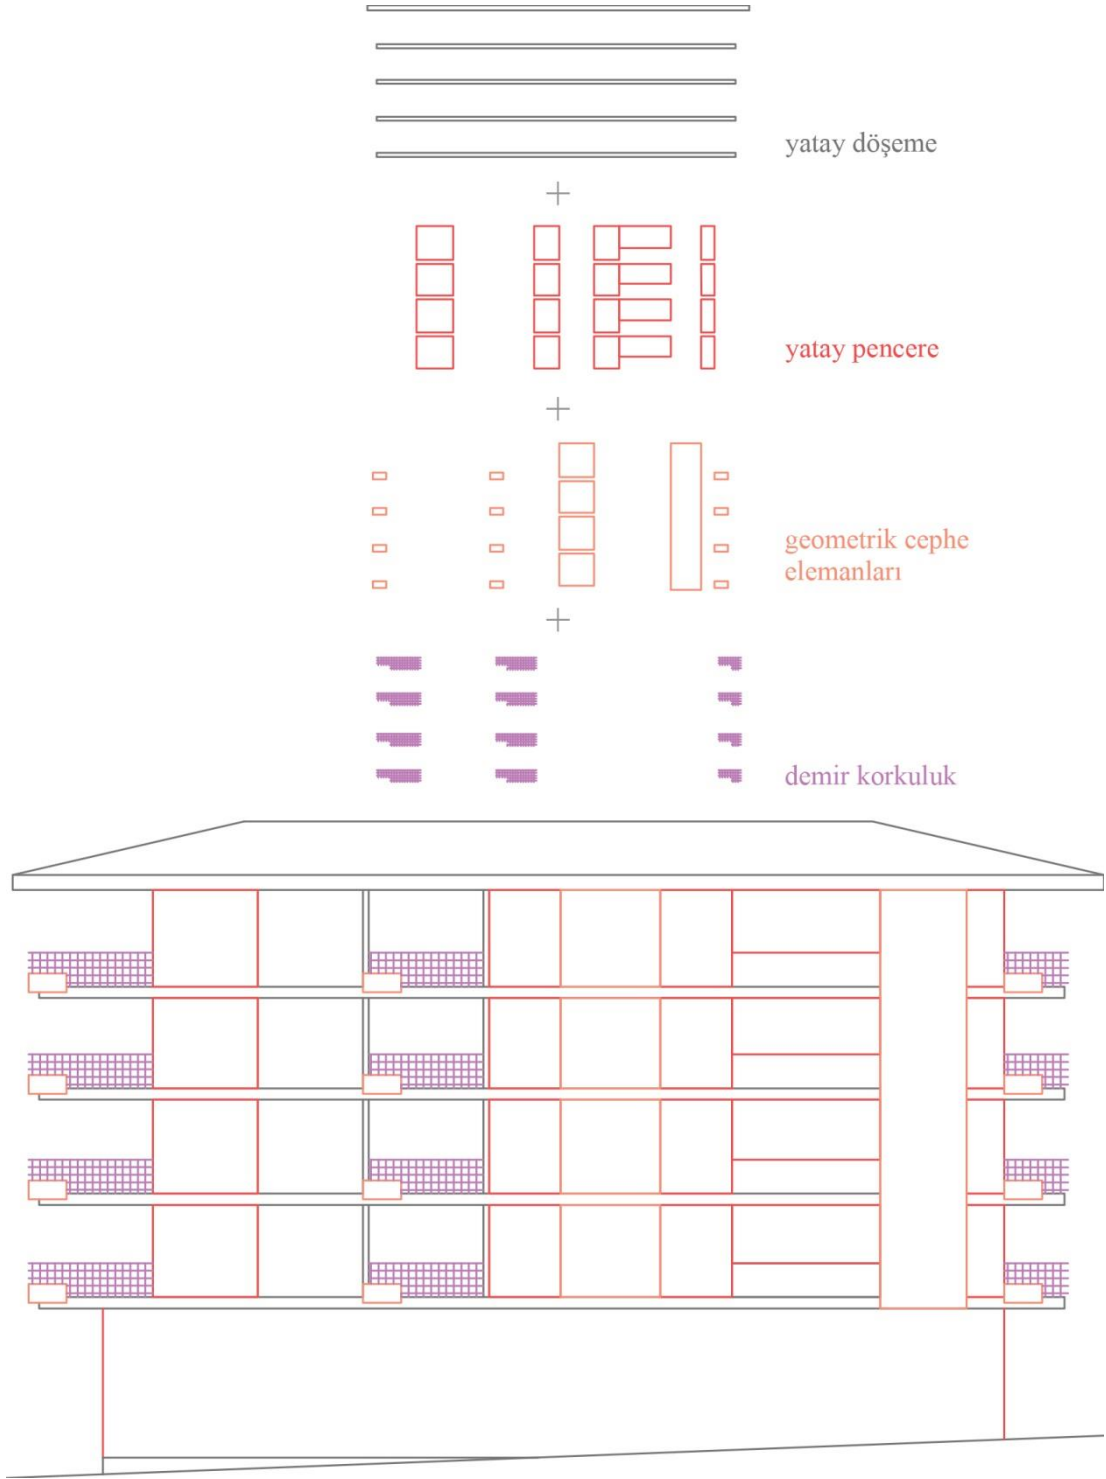 yatay döşeme
yatay pencere
geometrik cephe
elemanları
demir korkuluk